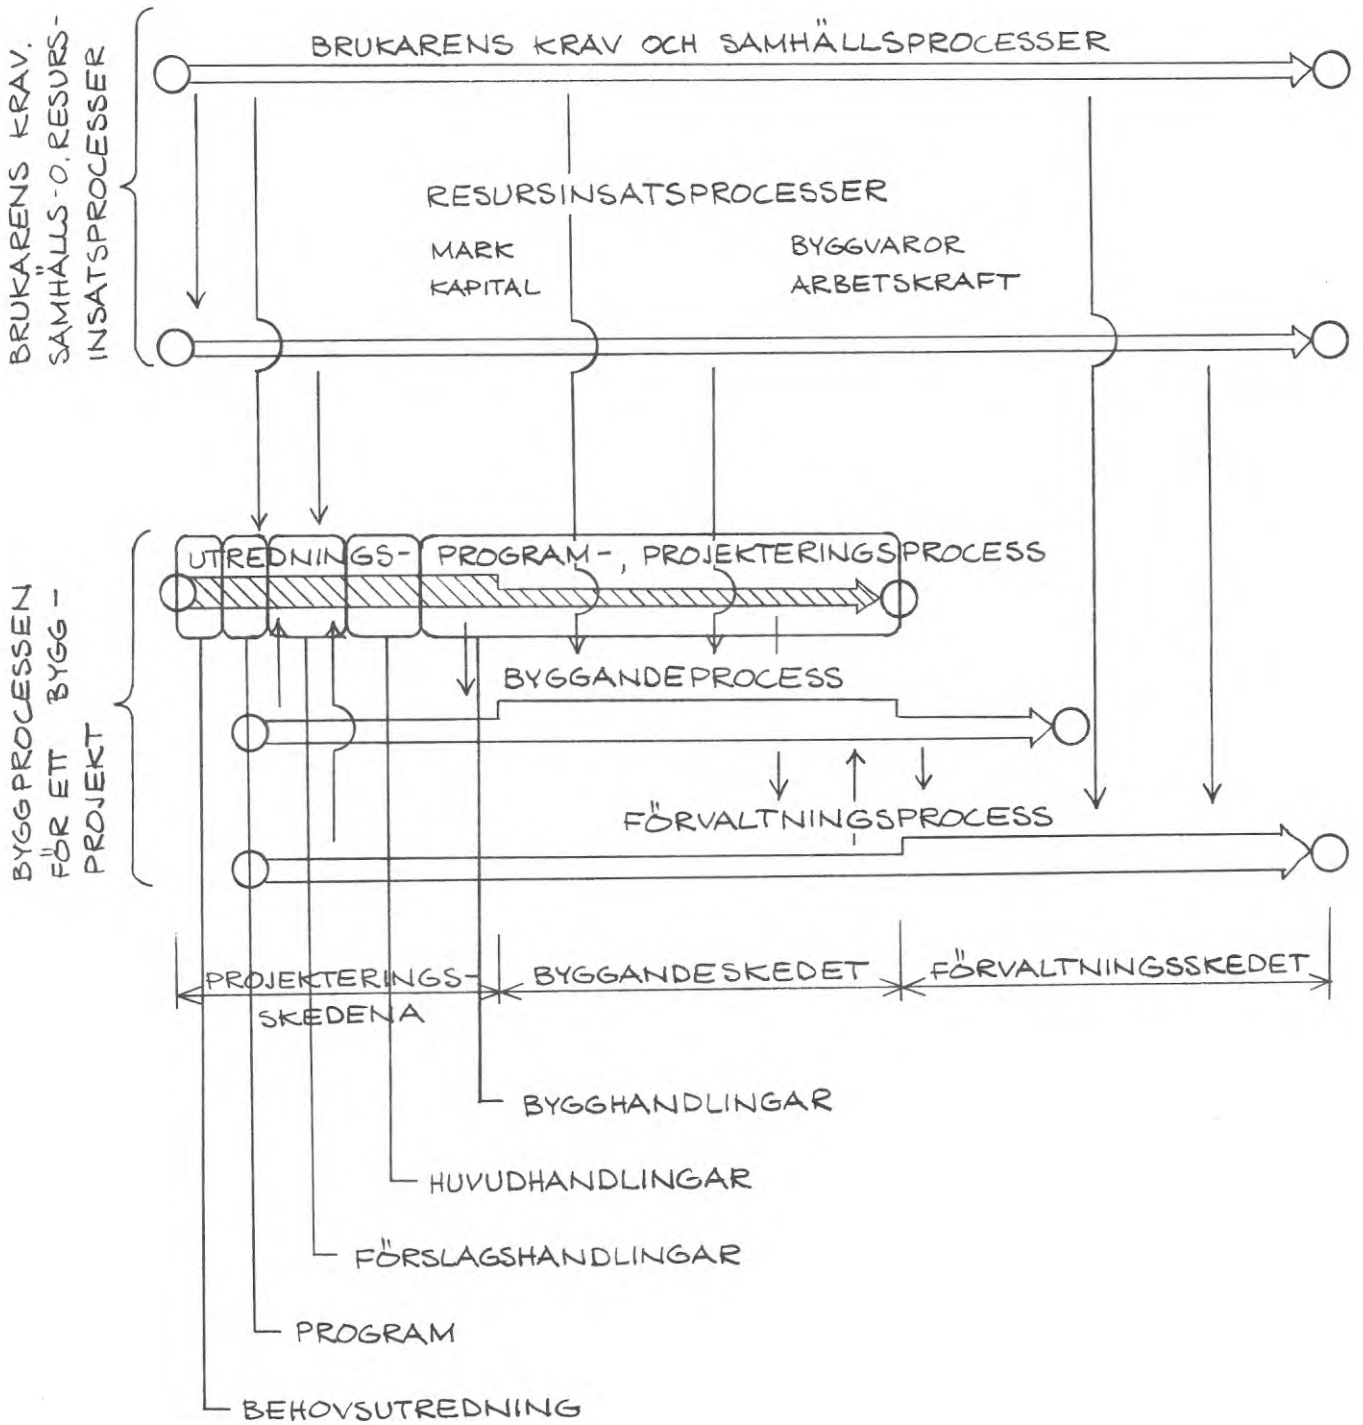 BRUKARENS KRAV.
SAMHÄLLS-O. RESURS-
INSATSPROCESSER
BRUKARENS KRAV OCH SAMHÄLLSPROCESSER
RESURSINSATSPROCESSER
MARK
KAPITAL
BYGGVAROR
ARBETSKRAFT
BYGGPROCESSEN
FÖR ETT BYGG-
PROJEKT
UTREDNINGS- PROGRAM-, PROJEKTERINGSPROCESS
BYGGANDEPROCESS
FÖRVALTNINGSPROCESS
PROJEKTERINGS-
SKEDENA
BYGGANDESKEDET
FÖRVALTNINGSSKEDET
BYGGHANDLINGAR
HUVUDHANDLINGAR
FÖRSLAGSHANDLINGAR
PROGRAM
BEHOVSUTREDNING